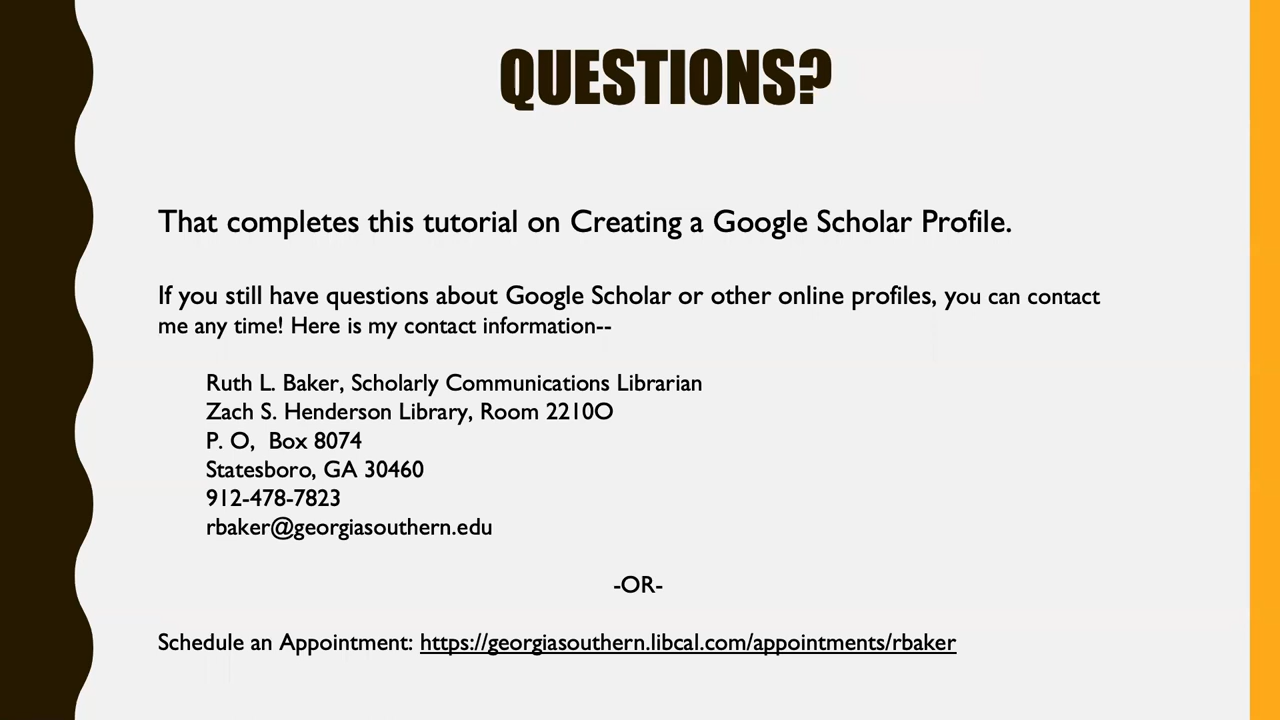 QUESTIONS?
That completes this tutorial on Creating a Google Scholar Profile.
If you still have questions about Google Scholar or other online profiles, you can contact
me any time! Here is my contact information--
Ruth L. Baker, Scholarly Communications Librarian
Zach S. Henderson Library, Room 2210O
P. O,  Box 8074
Statesboro, GA 30460
912-478-7823
rbaker@georgiasouthern.edu
-OR-
Schedule an Appointment: https://georgiasouthern.libcal.com/appointments/rbaker